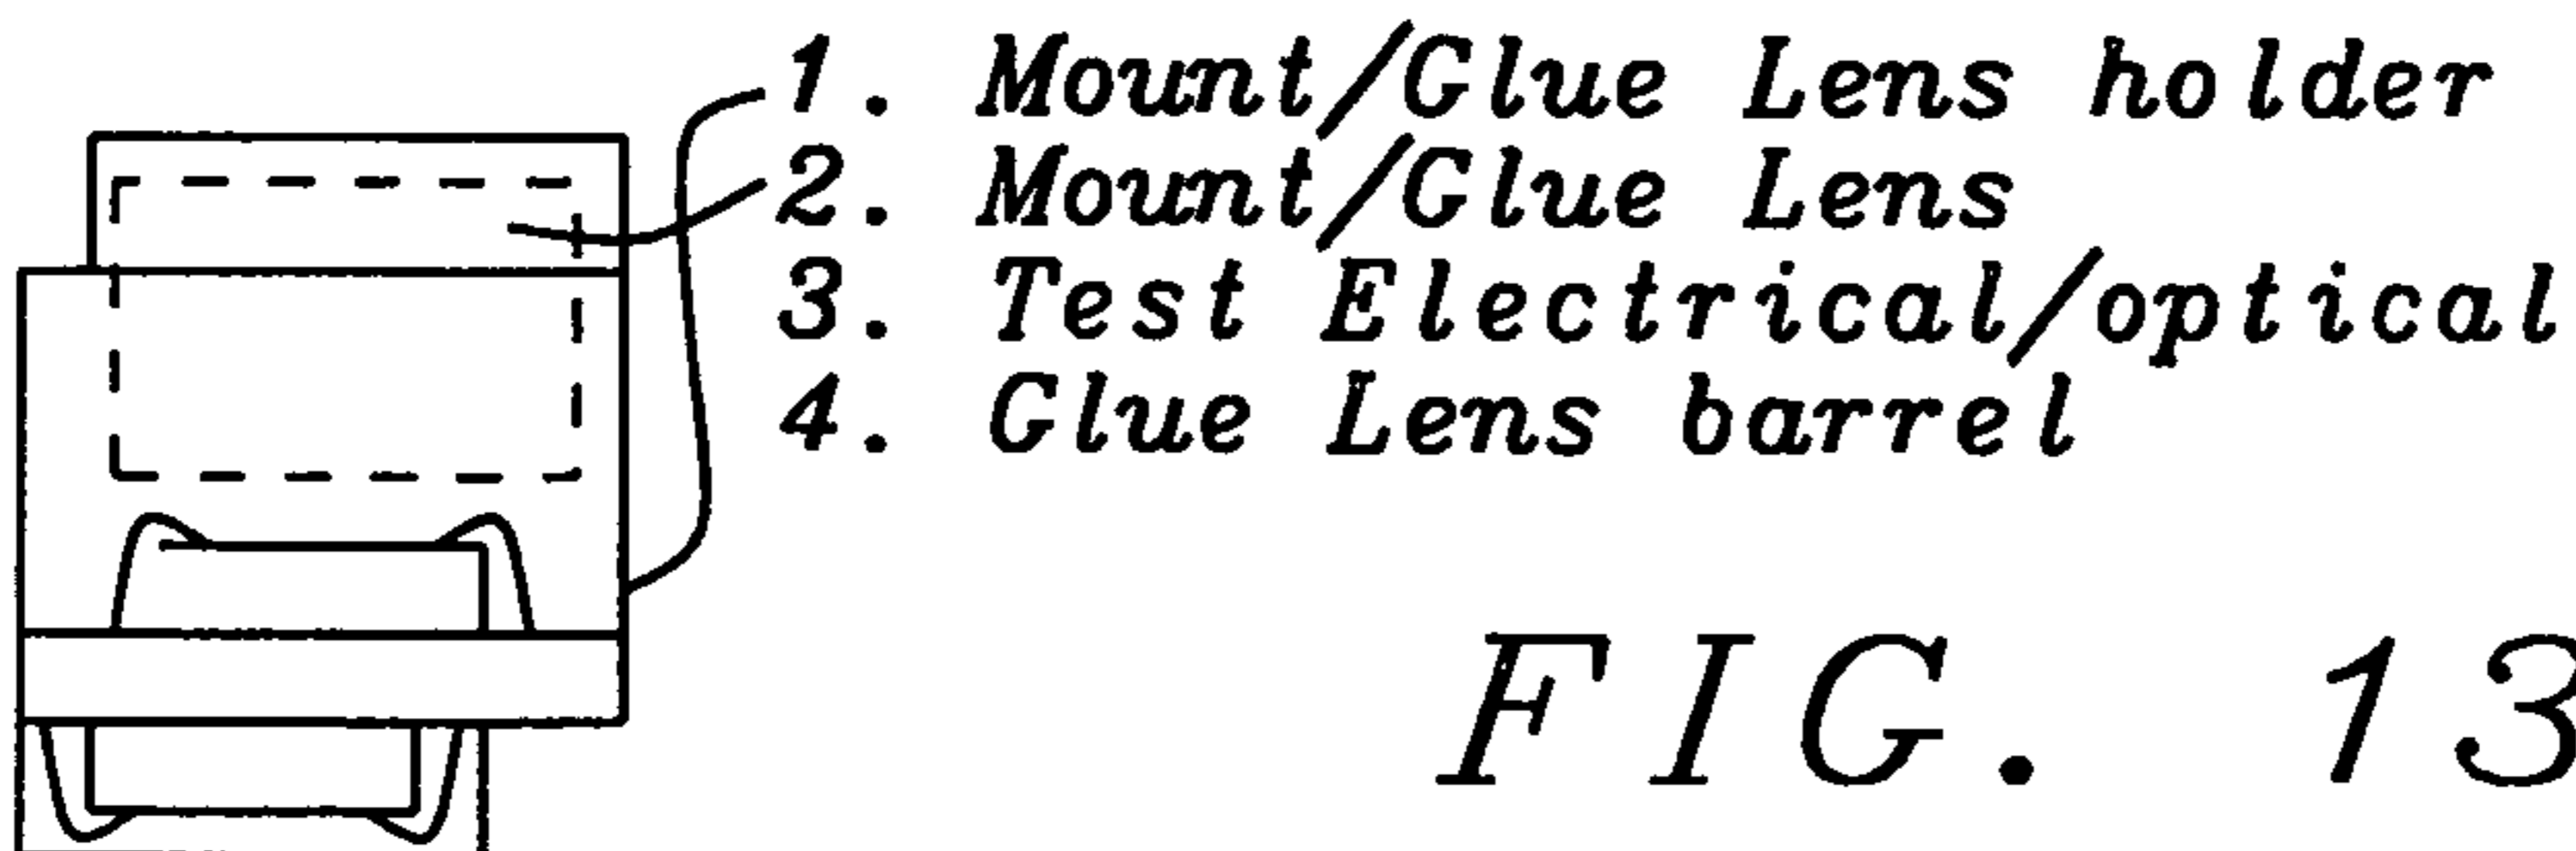 1. Mount/Glue Lens holder
2. Mount/Glue Lens
3. Test Electrical/optical
4. Glue Lens barrel
FIG. 13